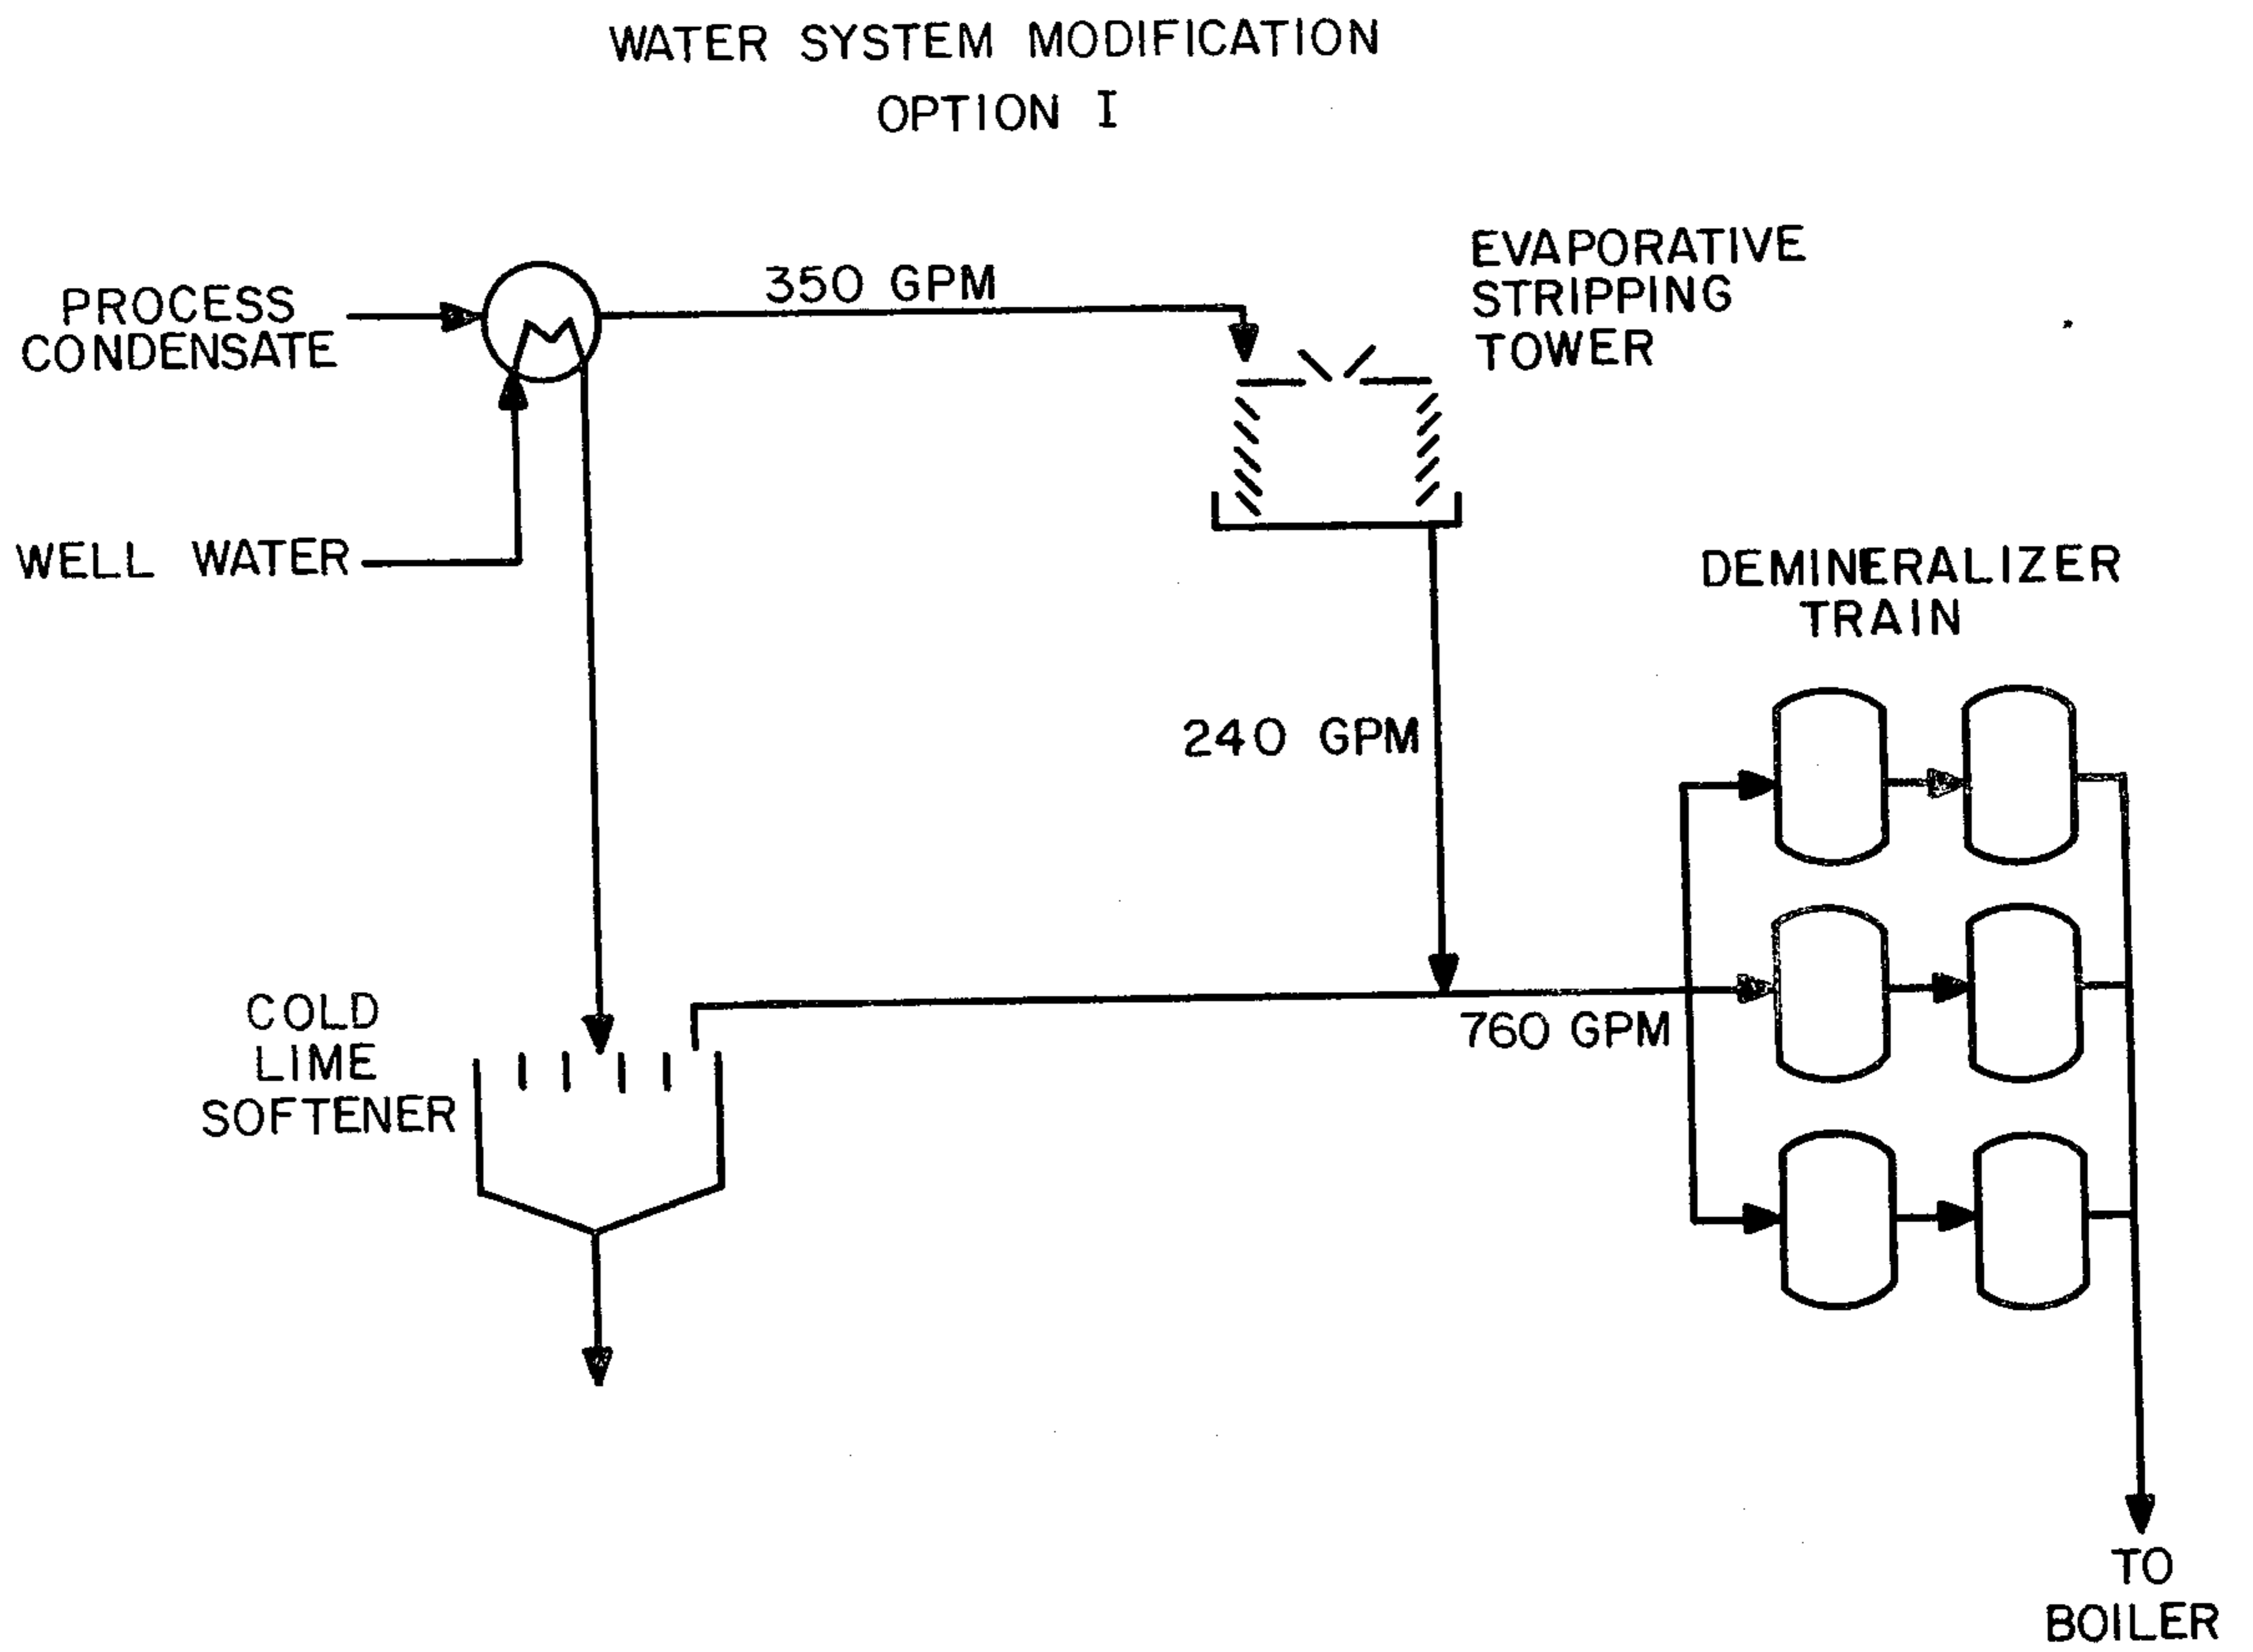 WATER SYSTEM MODIFICATION
OPTION I
350 GPM
EVAPORATIVE
STRIPPING
TOWER
PROCESS
CONDENSATE
WELL WATER
DEMINERALIZER
TRAIN
240 GPM
COLD
LIME
SOFTENER
760 GPM
TO
BOILER